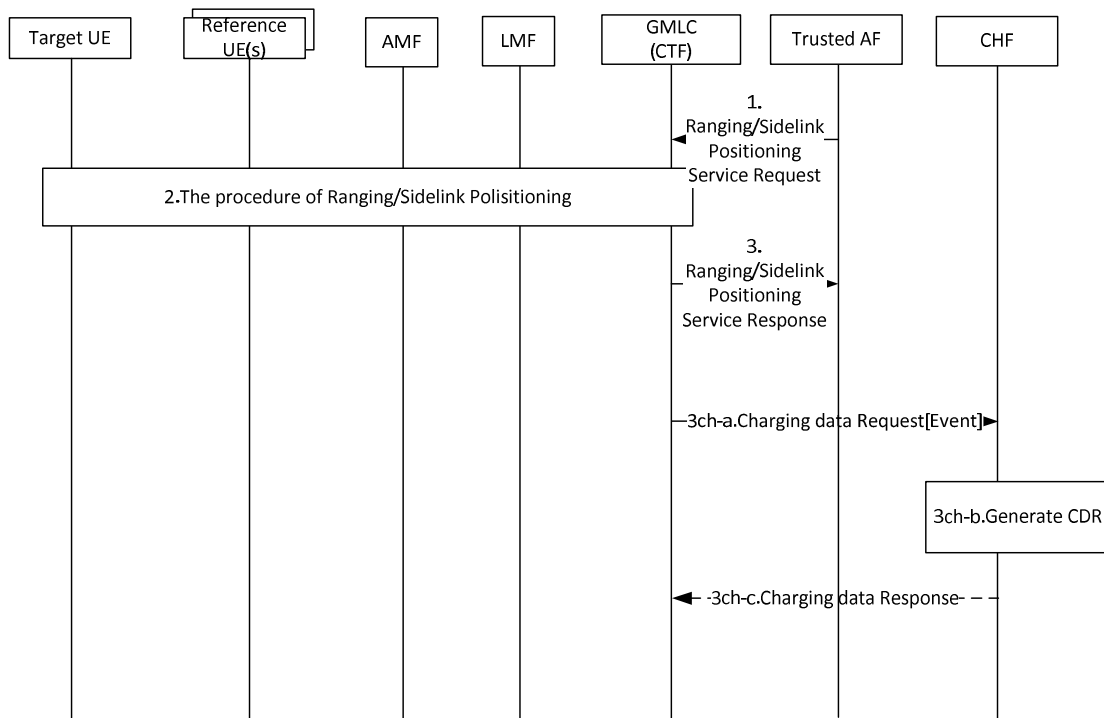 Target UE
Reference
UE(s)
AMF
LMF
GMLC
(CTF)
Trusted AF
CHF
1.
Ranging/Sidelink
Positioning
Service Request
2.The procedure of Ranging/Sidelink Polisitioning
3.
Ranging/Sidelink
Positioning
Service Response
3ch-a.Charging data Request[Event]
3ch-b.Generate CDR
3ch-c.Charging data Response